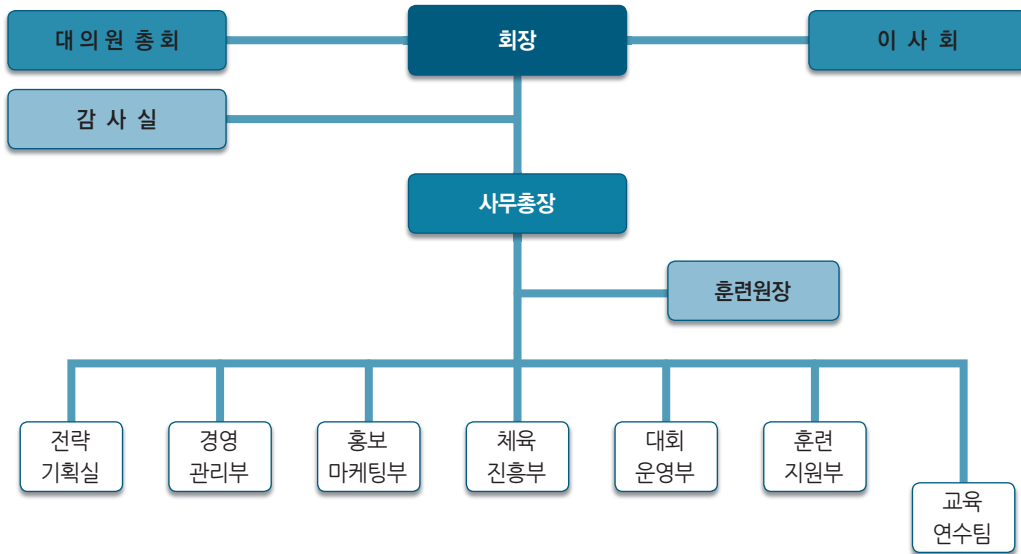 대 의 원 총 회
회장
이 사 회
감 사 실
사무총장
훈련원장
전략
기획실
경영
관리부
홍보
마케팅부
체육
진흥부
대회
운영부
훈련
지원부
교육
연수팀